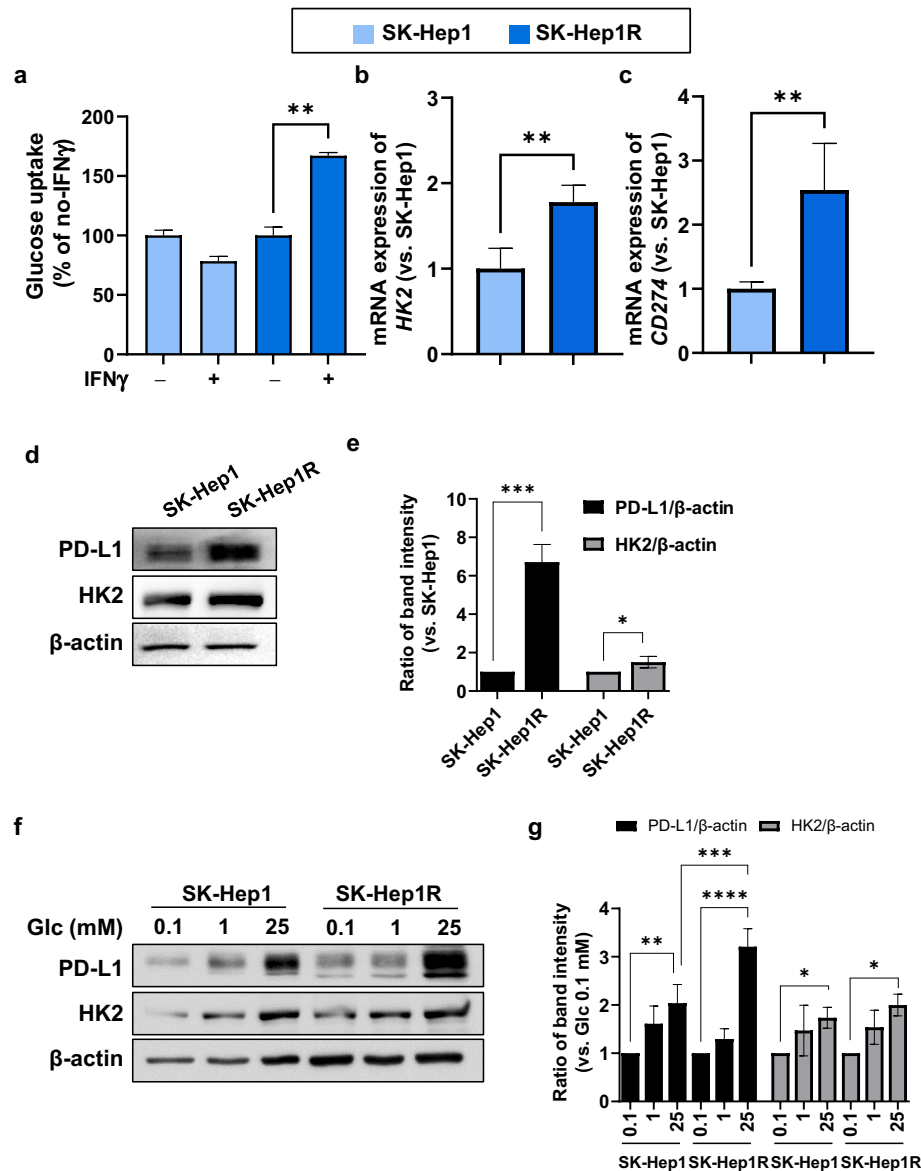 SK-Hep1 SK-Hep1R
a
Glucose uptake
(% of no-IFNγ)
200
150
100
50
0
**
IFNγ – + – +
b
mRNA expression of
HK2 (vs. SK-Hep1)
3
2
1
0
**
c
mRNA expression of
CD274 (vs. SK-Hep1)
4
3
2
1
0
**
d
SK-Hep1
SK-Hep1R
PD-L1
HK2
β-actin
e
Ratio of band intensity
(vs. SK-Hep1)
10
8
6
4
2
0
***
*
PD-L1/β-actin
HK2/β-actin
SK-Hep1
SK-Hep1R
SK-Hep1
SK-Hep1R
f
SK-Hep1 SK-Hep1R
Glc (mM) 0.1 1 25 0.1 1 25
PD-L1
HK2
β-actin
g
PD-L1/β-actin HK2/β-actin
Ratio of band intensity
(vs. Glc 0.1 mM)
4
3
2
1
0
***
****
**
*
*
0.1 1 25 0.1 1 25 0.1 1 25 0.1 1 25
SK-Hep1 SK-Hep1R SK-Hep1 SK-Hep1R